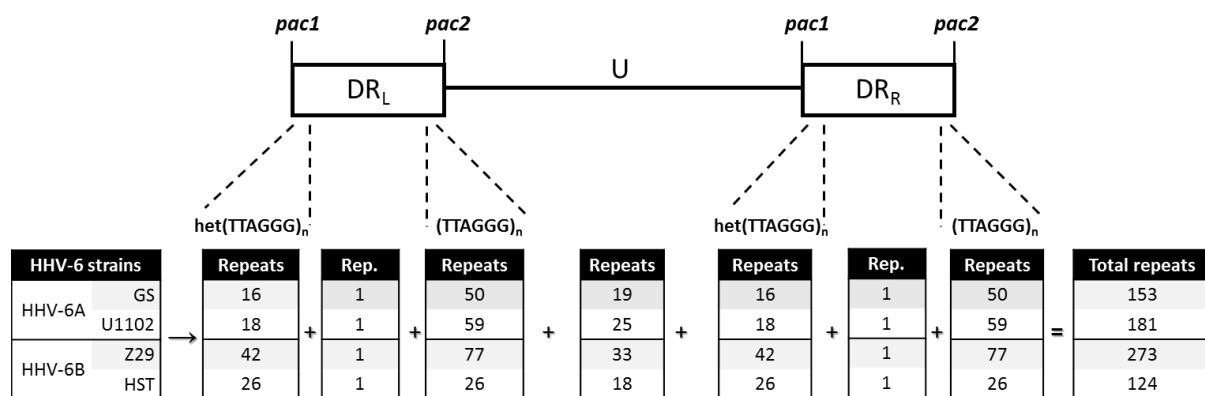 pac1 pac2 pac1 pac2
U
DRL DRR
het(TTAGGG)n (TTAGGG)n het(TTAGGG)n (TTAGGG)n
HHV-6 strains Repeats Rep. Repeats Repeats Repeats Rep. Repeats Total repeats
HHV-6A GS 16 1 50 19 16 1 50 153
U1102 → 18 + 1 + 59 + 25 + 18 + 1 + 59 = 181
HHV-6B Z29 42 1 77 33 42 1 77 273
HST 26 1 26 18 26 1 26 124